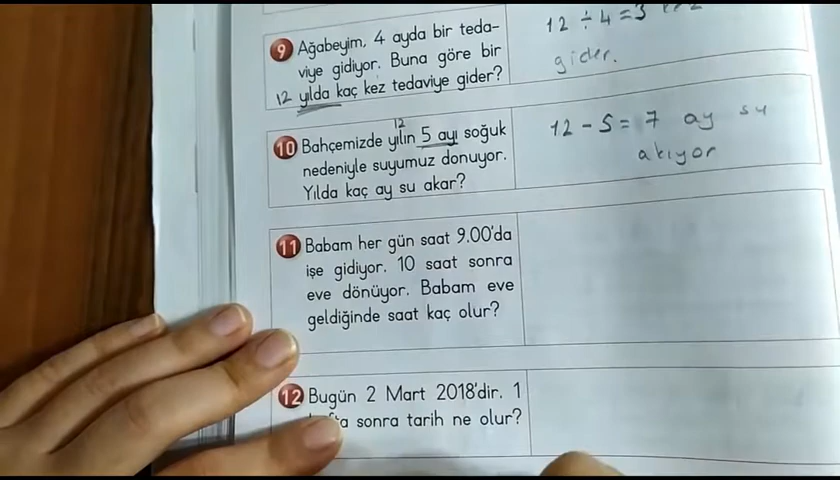 9 Ağabeyim, 4 ayda bir teda-
viye gidiyor. Buna göre bir
12 yılda kaç kez tedaviye gider?
12 ÷ 4 = 3 kez
gider.
12
10 Bahçemizde yılın 5 ayı soğuk
nedeniyle suyumuz donuyor.
Yılda kaç ay su akar?
12 - 5 = 7 ay su
akıyor
11 Babam her gün saat 9.00'da
işe gidiyor. 10 saat sonra
eve dönüyor. Babam eve
geldiğinde saat kaç olur?
12 Bugün 2 Mart 2018'dir. 1
sonra tarih ne olur?